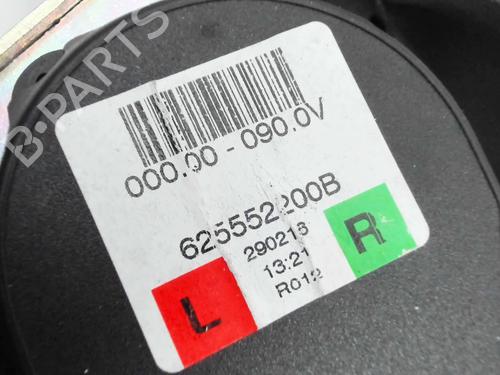 B-PARTS
000.00 - 090.0V
625552200B
290216
13:21
R012
L
R